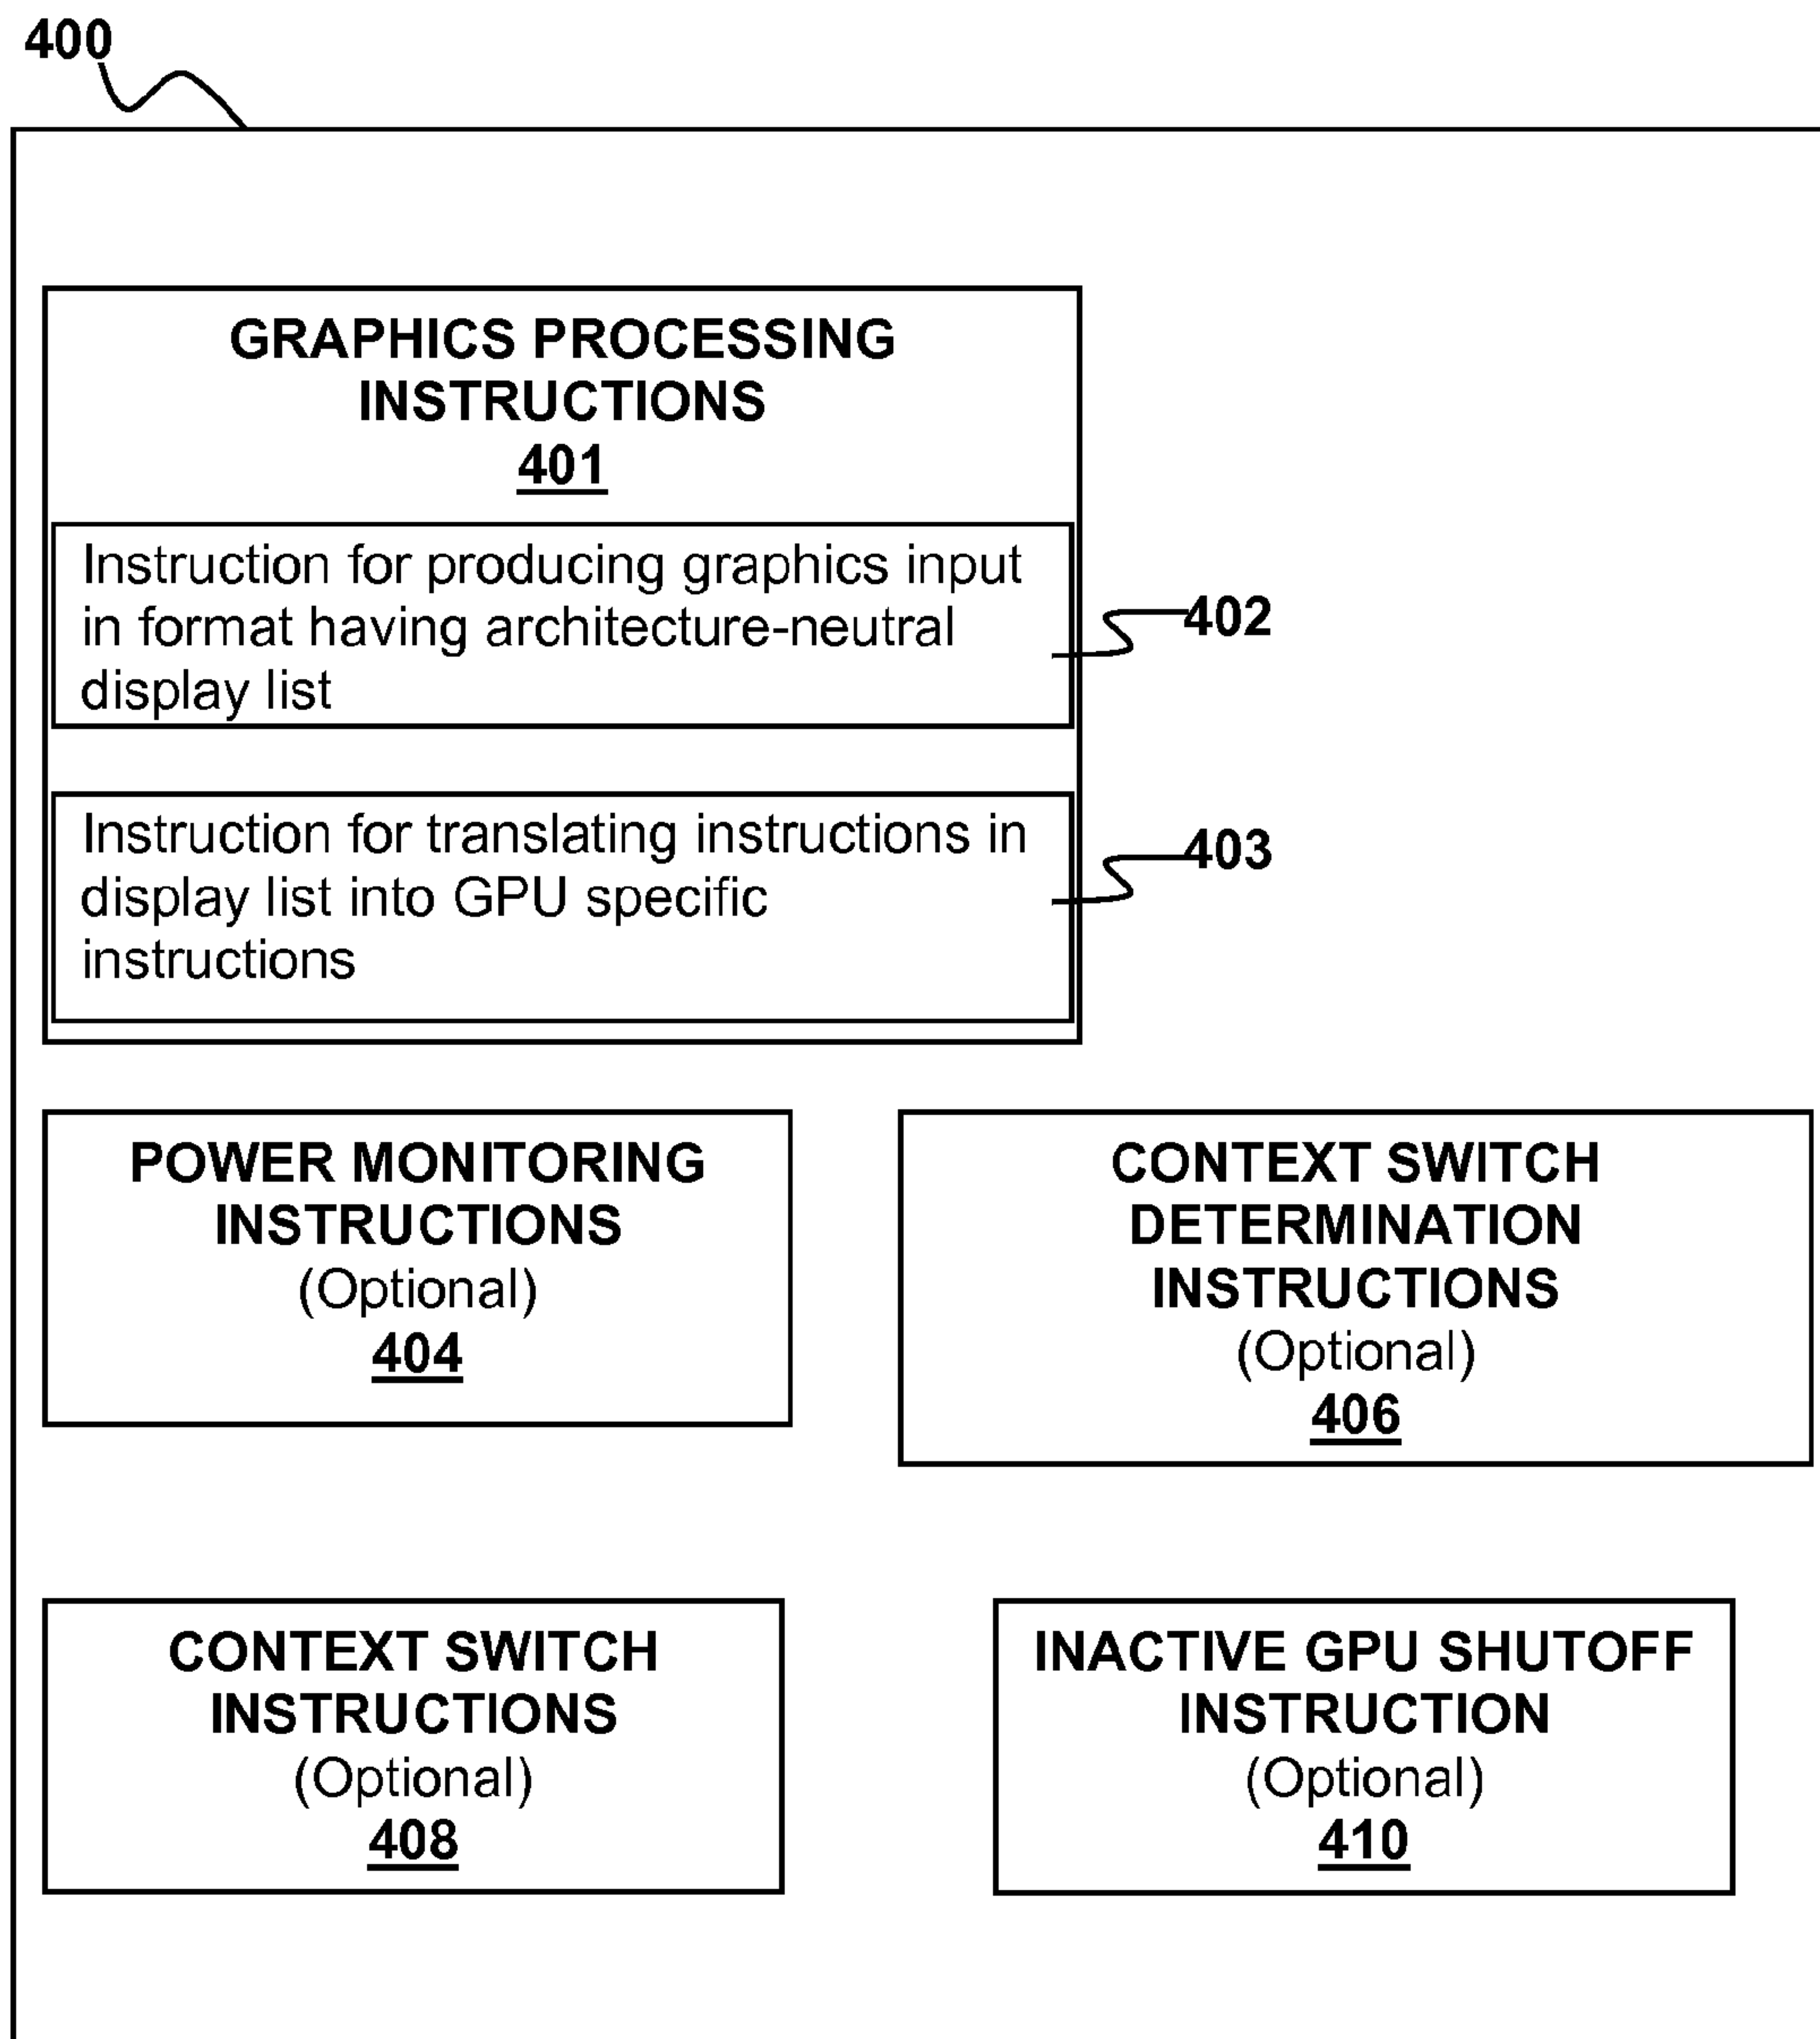 400
GRAPHICS PROCESSING
INSTRUCTIONS
401
Instruction for producing graphics input
in format having architecture-neutral
display list
402
Instruction for translating instructions in
display list into GPU specific
instructions
403
POWER MONITORING
INSTRUCTIONS
(Optional)
404
CONTEXT SWITCH
DETERMINATION
INSTRUCTIONS
(Optional)
406
CONTEXT SWITCH
INSTRUCTIONS
(Optional)
408
INACTIVE GPU SHUTOFF
INSTRUCTION
(Optional)
410